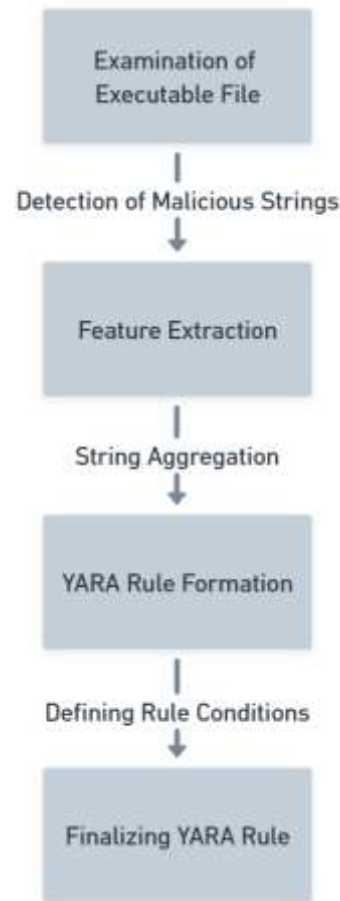 Examination of
Executable File
Detection of Malicious Strings
Feature Extraction
String Aggregation
YARA Rule Formation
Defining Rule Conditions
Finalizing YARA Rule